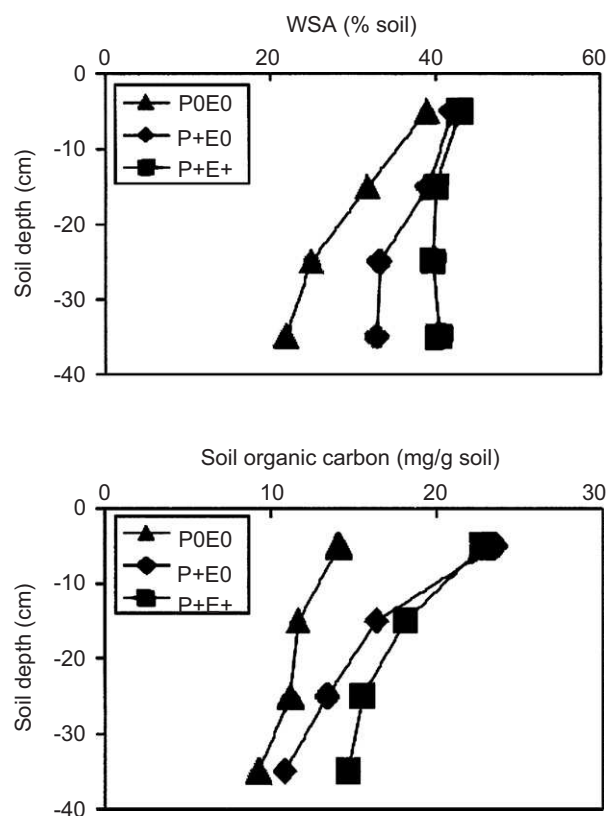 WSA (% soil)
0 20 40 60
0
P0E0
-10
P+E0
P+E+
-20
-30
-40
Soil depth (cm)
Soil organic carbon (mg/g soil)
0 10 20 30
0
P0E0
-10
P+E0
P+E+
-20
-30
-40
Soil depth (cm)